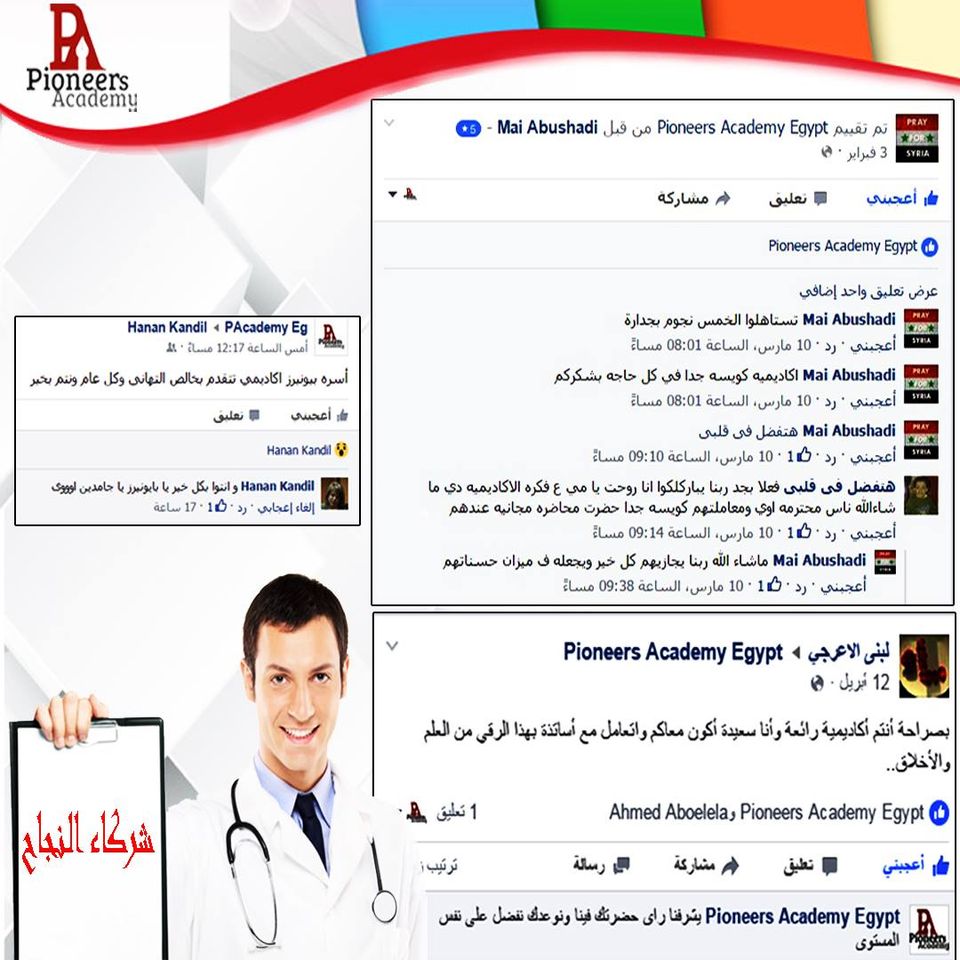 Pioneers
Academy
تم تقييم Pioneers Academy Egypt من قبل Mai Abushadi - 5★
3 فبراير ·
PRAY
FOR
SYRIA
أعجبني تعليق مشاركة
Pioneers Academy Egypt
عرض تعليق واحد إضافي
Mai Abushadi تستاهلوا الخمس نجوم بجدارة
أعجبني · رد · 10 مارس، الساعة 08:01 مساءً
Mai Abushadi اكاديميه كويسه جدا في كل حاجه بشكركم
أعجبني · رد · 10 مارس، الساعة 08:01 مساءً
Mai Abushadi هتفضل فى قلبى
أعجبني · رد · 1 · 10 مارس، الساعة 09:10 مساءً
هتفضل فى قلبى فعلا بجد ربنا يباركلكوا انا روحت يا مي ع فكره الاكاديميه دي ما
شاءالله ناس محترمه اوي ومعاملتهم كويسه جدا حضرت محاضره مجانيه عندهم
أعجبني · رد · 1 · 10 مارس، الساعة 09:14 مساءً
Mai Abushadi ماشاء الله ربنا يجازيهم كل خير ويجعله ف ميزان حسناتهم
أعجبني · رد · 1 · 10 مارس، الساعة 09:38 مساءً
Hanan Kandil ◂ PAcademy Eg
أمس الساعة 12:17 مساءً ·
أسره بيونيرز اكاديمي تتقدم بخالص التهانى وكل عام ونتم بخير
أعجبني تعليق
Hanan Kandil
Hanan Kandil و انتوا بكل خير يا بايونيرز يا جامدين اوووى
إلغاء إعجابي · رد · 1 · 17 ساعة
لبنى الاعرجي ◂ Pioneers Academy Egypt
12 أبريل ·
بصراحة أنتم أكاديمية رائعة وأنا سعيدة أكون معاكم واتعامل مع أساتذة بهذا الرقي من العلم
والأخلاق..
Pioneers Academy Egypt وAhmed Aboelela
1 تعليق
أعجبني تعليق مشاركة رسالة
ترتيب
Pioneers Academy Egypt يشرفنا راى حضرتك فينا ونوعدك نفضل على نفس
المستوى
شركاء النجاح